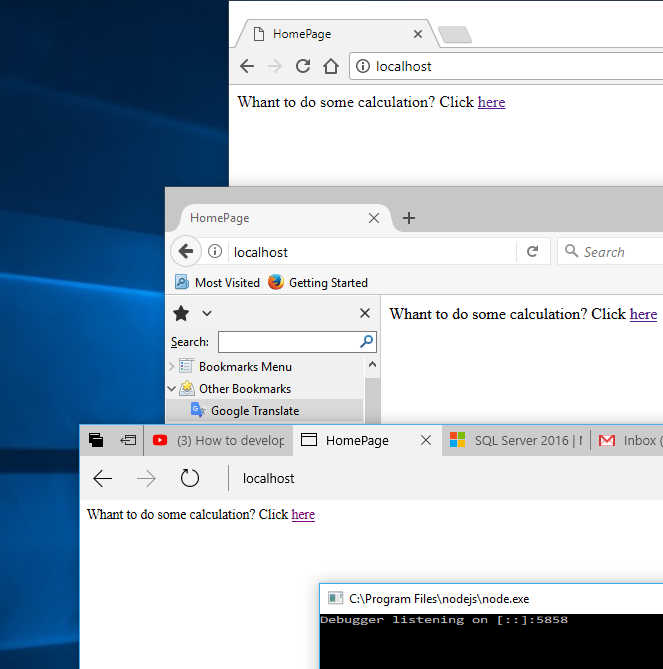 HomePage
localhost
Whant to do some calculation? Click here
HomePage
localhost
Search
Most Visited Getting Started
Whant to do some calculation? Click here
Search:
Bookmarks Menu
Other Bookmarks
Google Translate
(3) How to develop HomePage SQL Server 2016 | Inbox (
localhost
Whant to do some calculation? Click here
C:\Program Files\nodejs\node.exe
Debugger listening on [::]:5858